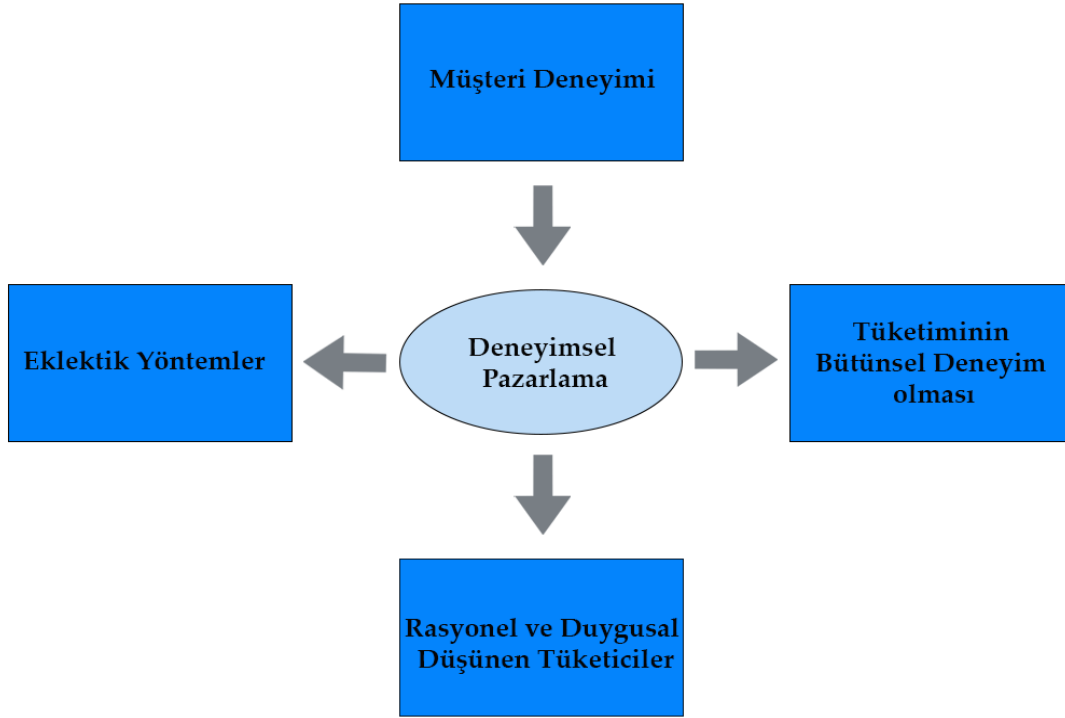 Müşteri Deneyimi
Eklektik Yöntemler
Deneyimsel
Pazarlama
Tüketiminin
Bütünsel Deneyim
olması
Rasyonel ve Duygusal
Düşünen Tüketiciler